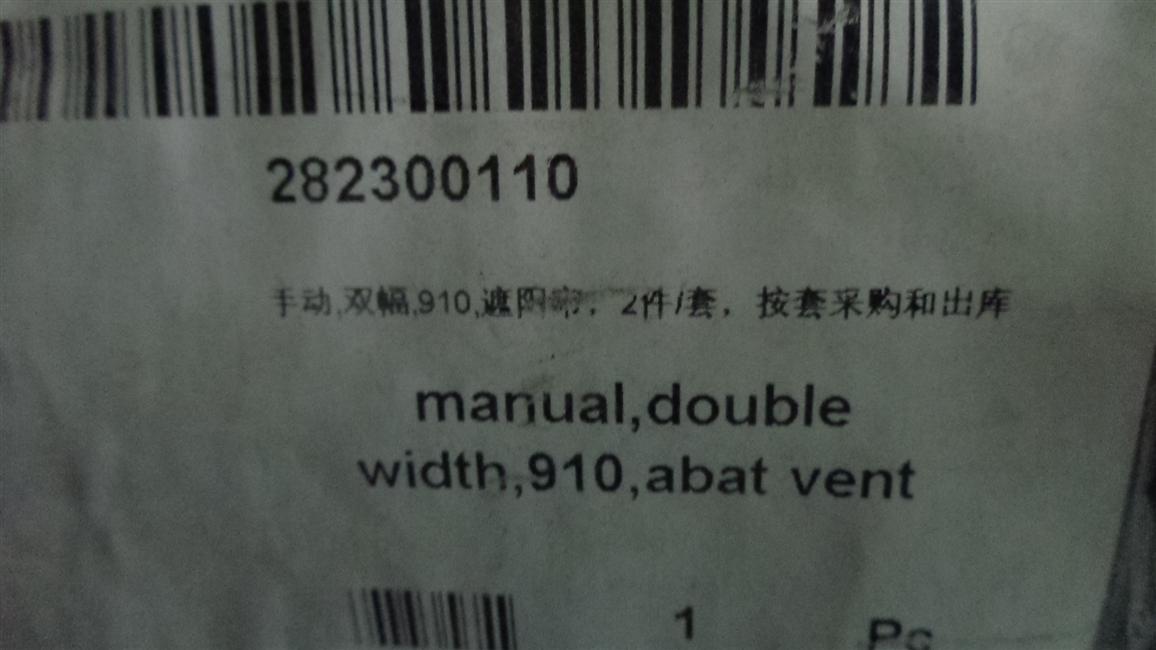 282300110
手动,双幅,910,遮阳帘，2件/套，按套采购和出库
manual,double
width,910,abat vent
1 Pc